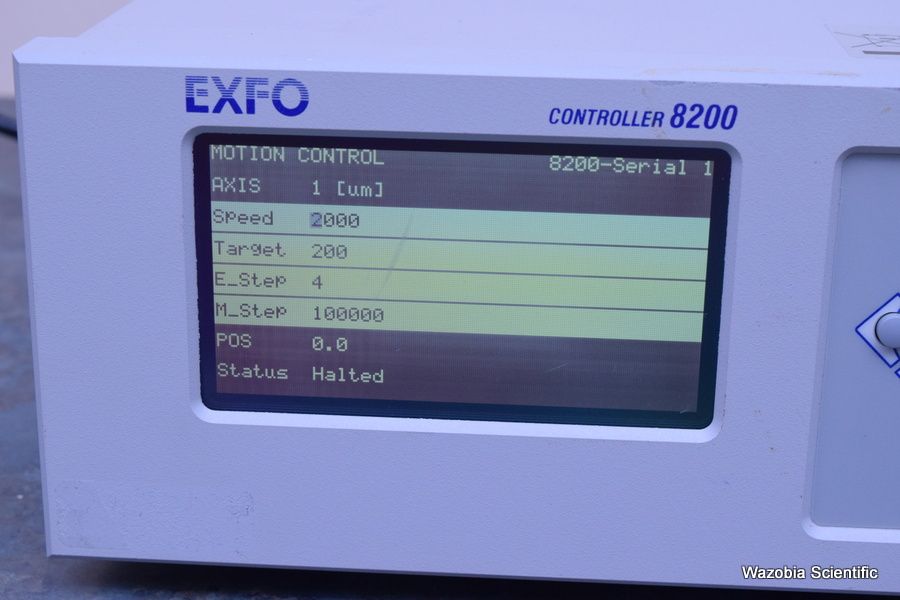 EXFO
CONTROLLER 8200
MOTION CONTROL 8200-Serial 1
AXIS 1 [um]
Speed 2000
Target 200
E_Step 4
M_Step 100000
POS 0.0
Status Halted
Wazobia Scientific